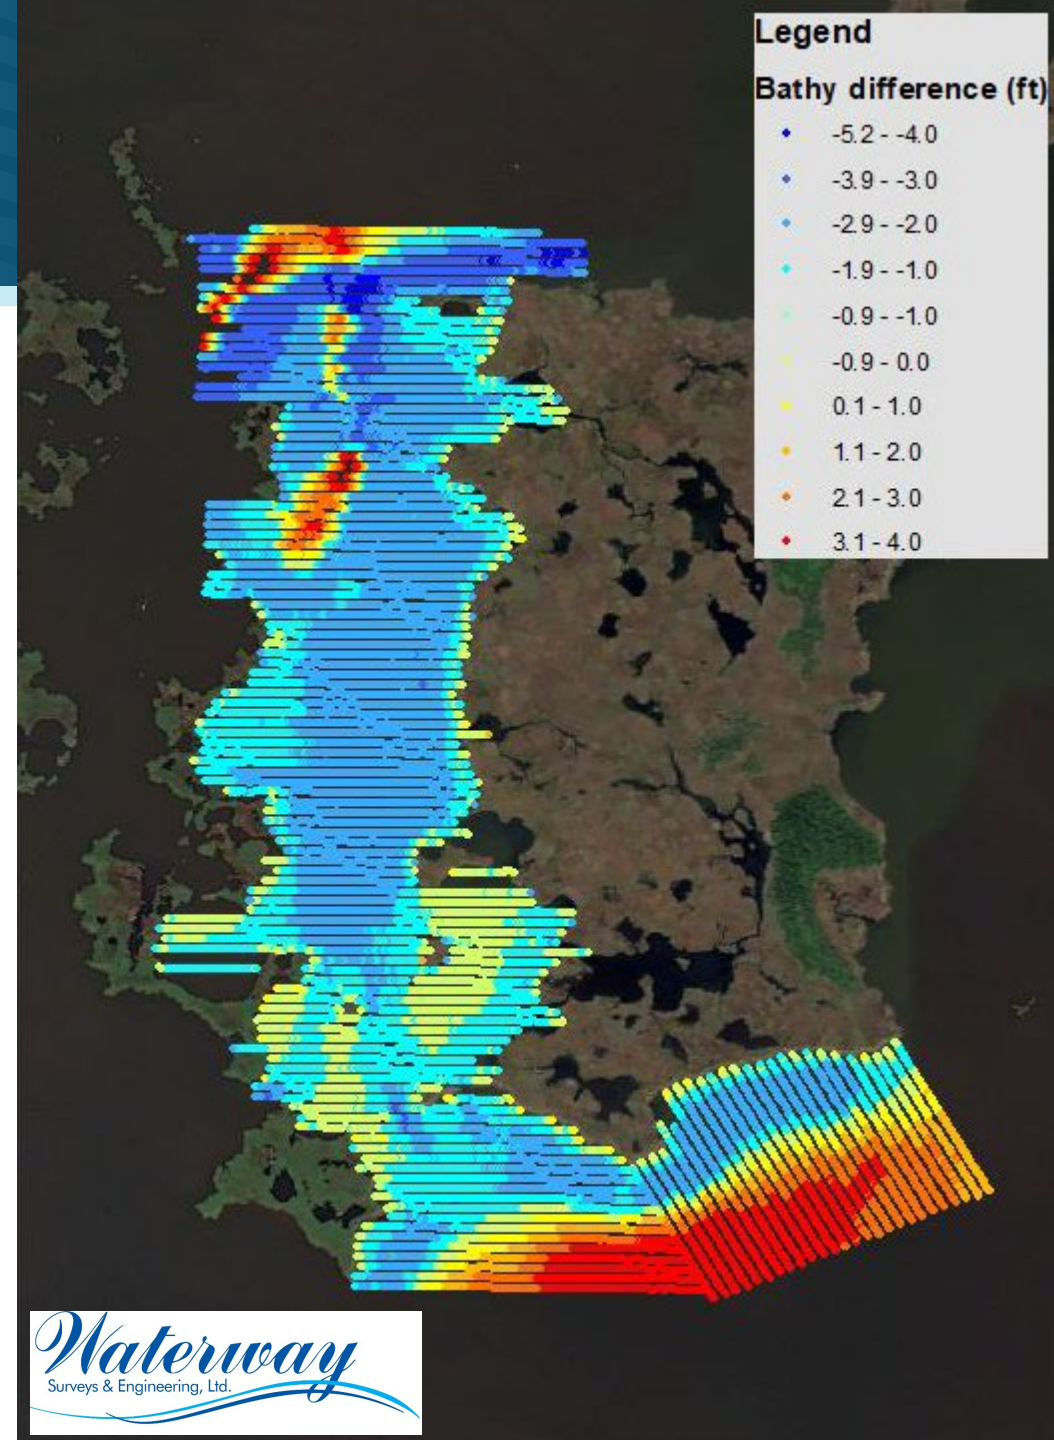 Legend
Bathy difference (ft)
-5.2 - -4.0
-3.9 - -3.0
-2.9 - -2.0
-1.9 - -1.0
-0.9 - -1.0
-0.9 - 0.0
0.1 - 1.0
1.1 - 2.0
2.1 - 3.0
3.1 - 4.0
Waterway
Surveys & Engineering, Ltd.